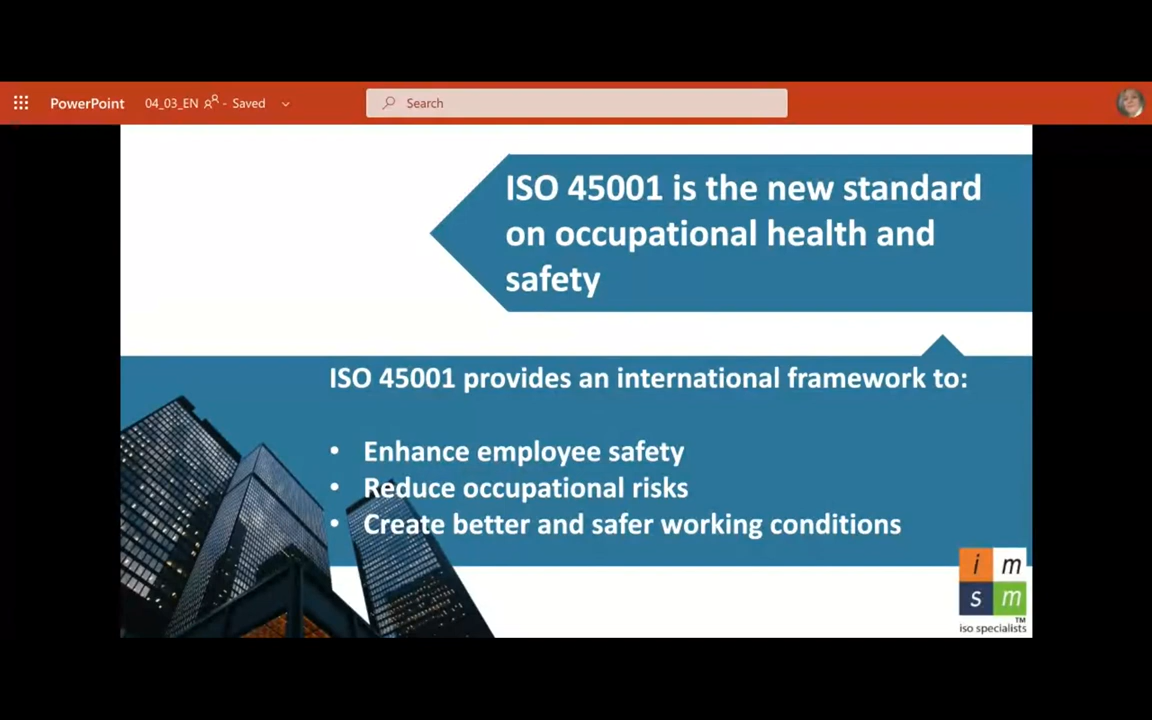 PowerPoint 04_03_EN - Saved Search
ISO 45001 is the new standard
on occupational health and
safety
ISO 45001 provides an international framework to:
• Enhance employee safety
• Reduce occupational risks
• Create better and safer working conditions
i m
s m
TM
iso specialists